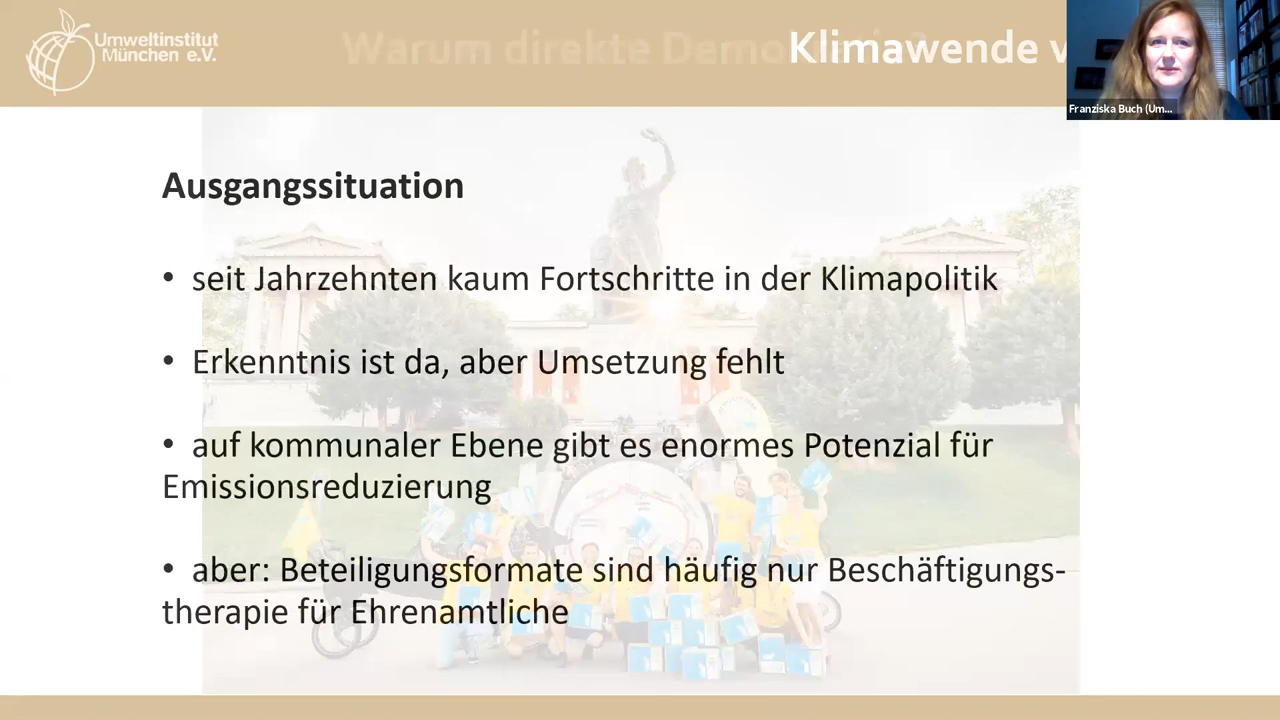 Umweltinstitut
München e.V.
Warum direkte Demo
Klimawende v
Franziska Buch (Um...
Ausgangssituation
• seit Jahrzehnten kaum Fortschritte in der Klimapolitik
• Erkenntnis ist da, aber Umsetzung fehlt
• auf kommunaler Ebene gibt es enormes Potenzial für
Emissionsreduzierung
• aber: Beteiligungsformate sind häufig nur Beschäftigungs-
therapie für Ehrenamtliche